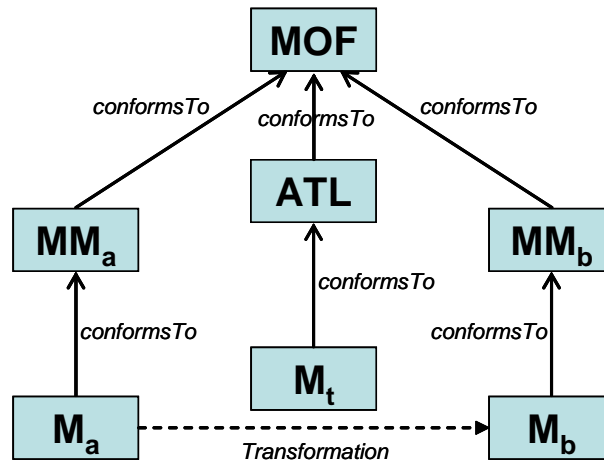 MOF
conformsTo
conformsTo
conformsTo
ATL
MMa
MMb
conformsTo
conformsTo
conformsTo
Mt
Ma
Mb
Transformation